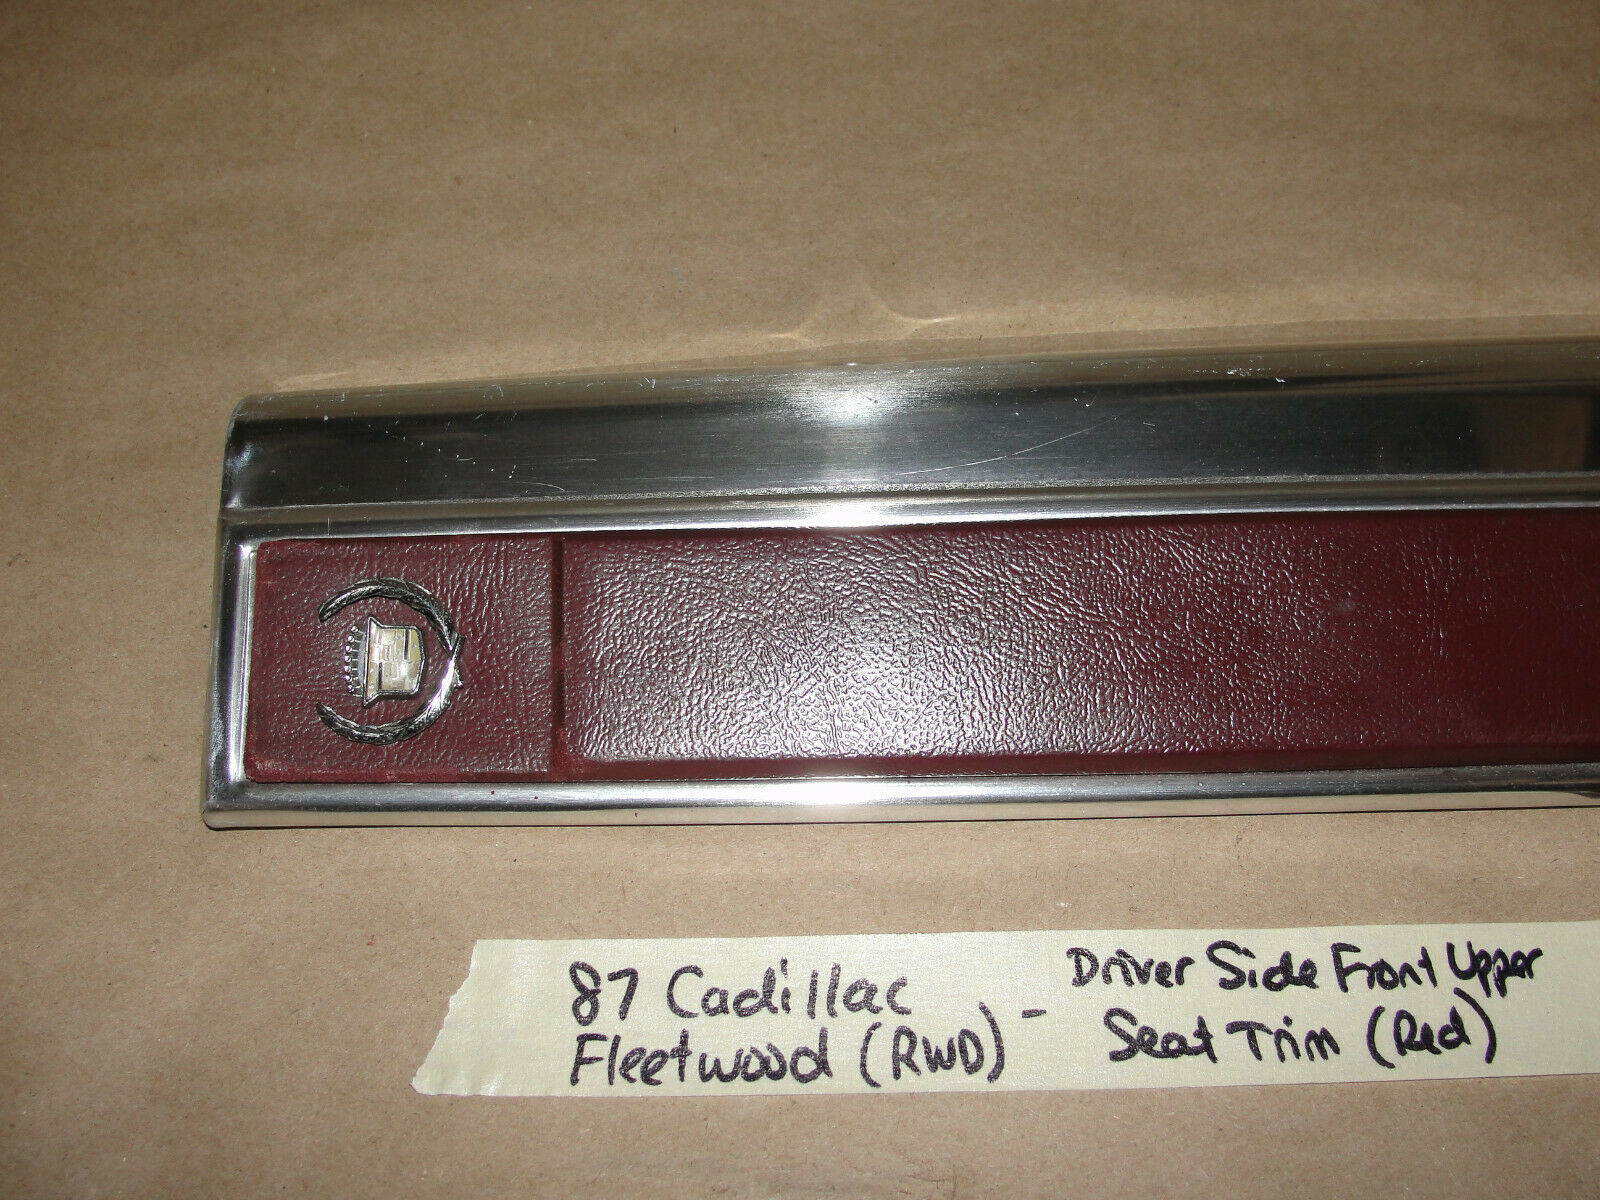 87 Cadillac
Fleetwood (RWD) -
Driver Side Front Upper
Seat Trim (Red)